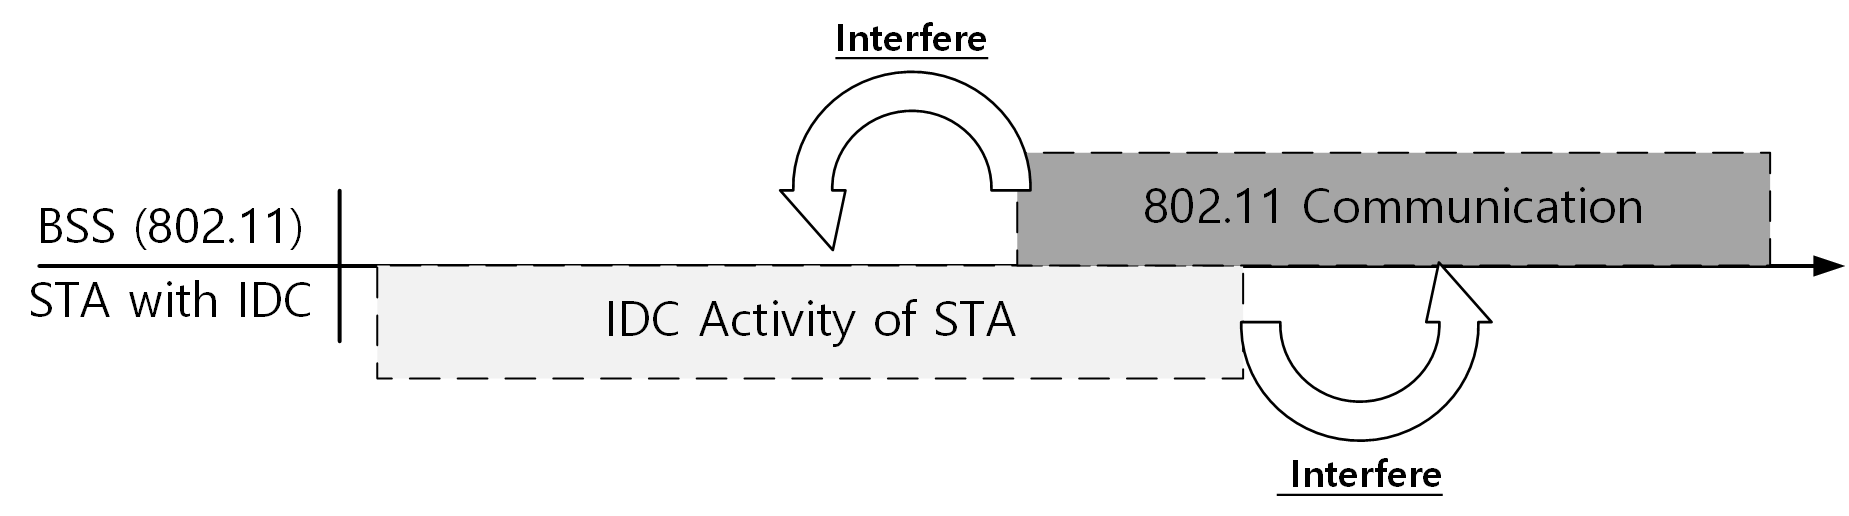 Interfere
802.11 Communication
BSS (802.11)
STA with IDC
IDC Activity of STA
Interfere